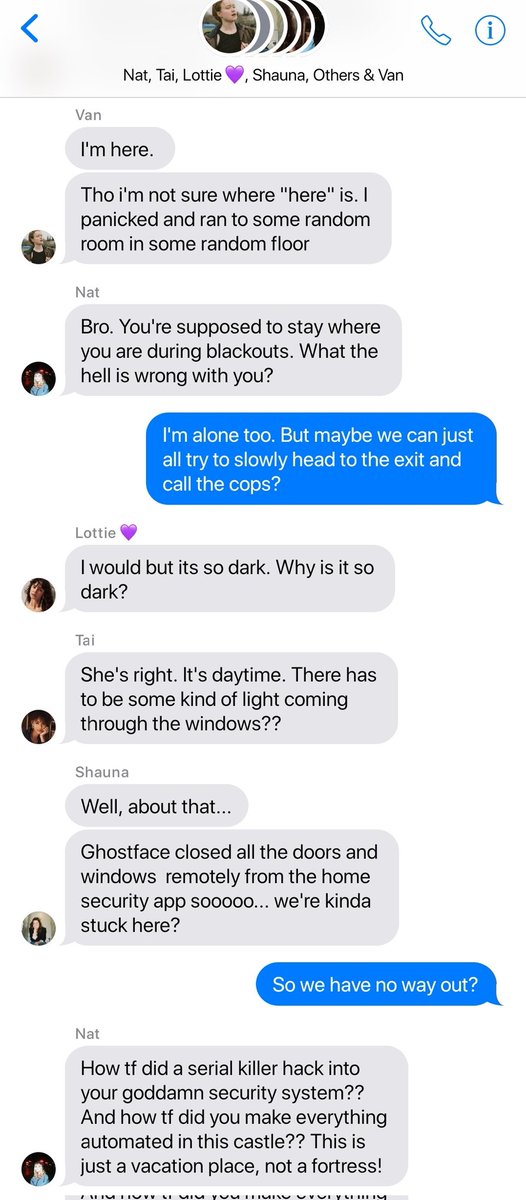 Nat, Tai, Lottie 💜, Shauna, Others & Van
Van
I'm here.
Tho i'm not sure where "here" is. I
panicked and ran to some random
room in some random floor
Nat
Bro. You're supposed to stay where
you are during blackouts. What the
hell is wrong with you?
I'm alone too. But maybe we can just
all try to slowly head to the exit and
call the cops?
Lottie 💜
I would but its so dark. Why is it so
dark?
Tai
She's right. It's daytime. There has
to be some kind of light coming
through the windows??
Shauna
Well, about that...
Ghostface closed all the doors and
windows  remotely from the home
security app sooooo... we're kinda
stuck here?
So we have no way out?
Nat
How tf did a serial killer hack into
your goddamn security system??
And how tf did you make everything
automated in this castle?? This is
just a vacation place, not a fortress!
And how tf did you make everything